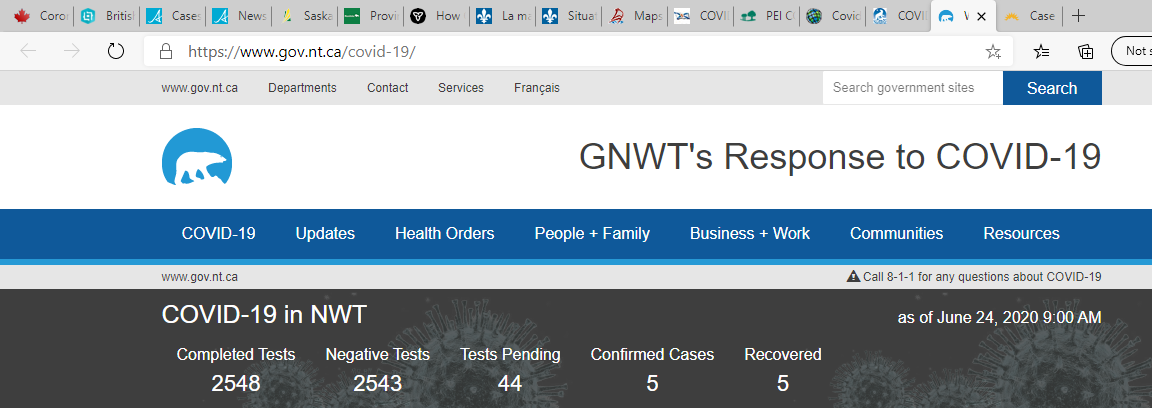 Coror Britis Cases News Saska Provi How La ma Situat Maps COVI PEI C Covid COVI Case
https://www.gov.nt.ca/covid-19/ Not s
www.gov.nt.ca Departments Contact Services Français Search government sites Search
GNWT's Response to COVID-19
COVID-19 Updates Health Orders People + Family Business + Work Communities Resources
www.gov.nt.ca Call 8-1-1 for any questions about COVID-19
COVID-19 in NWT as of June 24, 2020 9:00 AM
Completed Tests Negative Tests Tests Pending Confirmed Cases Recovered
2548 2543 44 5 5